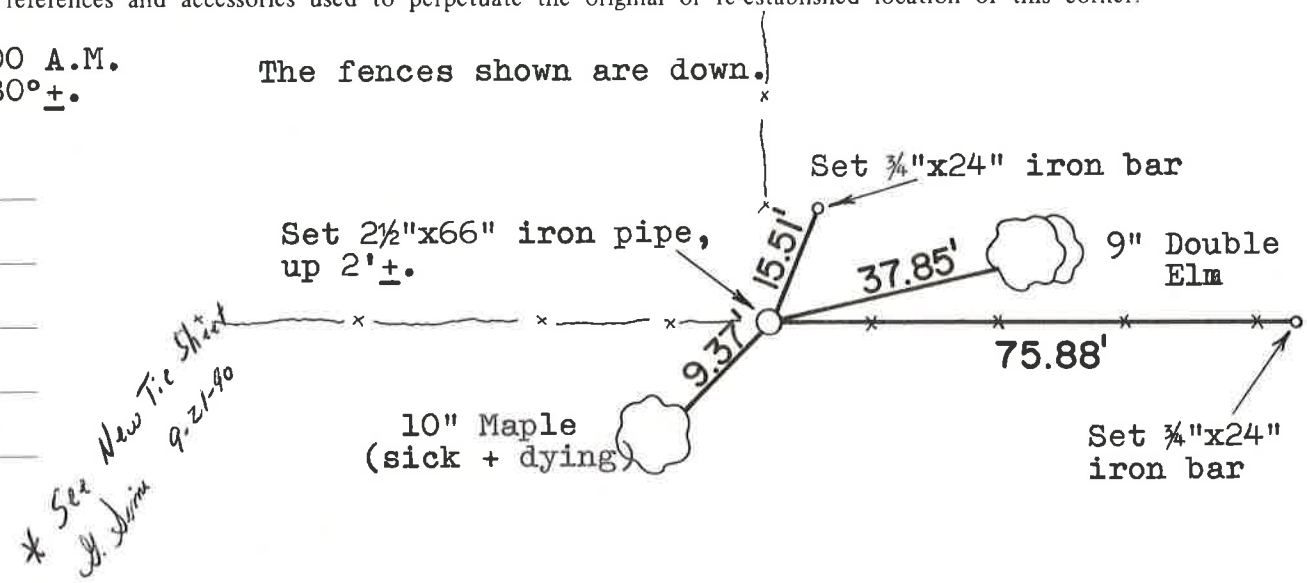 references and accessories used to perpetuate the original or re-established location of this corner.
00 A.M.
30°±.
The fences shown are down.
Set ¾"x24" iron bar
Set 2½"x66" iron pipe,
up 2'±.
15.51'
37.85'
9" Double
Elm
9.37'
75.88'
10" Maple
(sick + dying)
Set ¾"x24"
iron bar
* See New Tie Sheet
9-21-90